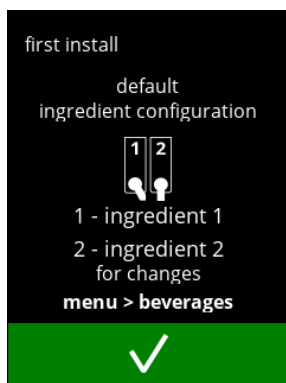 first install
default
ingredient configuration
1 2
1 - ingredient 1
2 - ingredient 2
for changes
menu > beverages